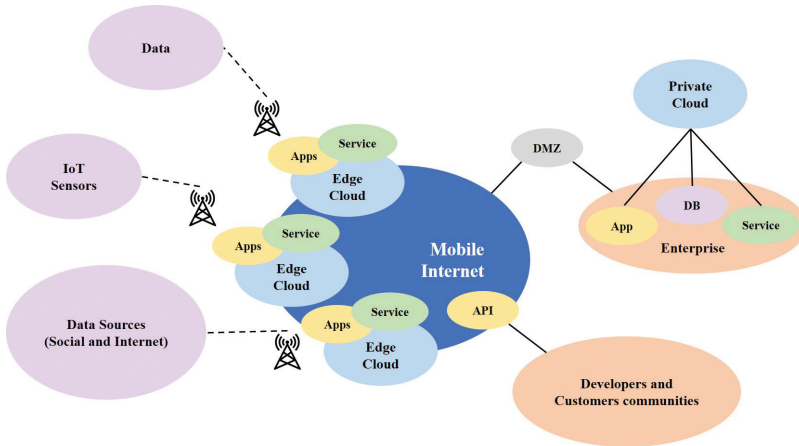 Data
Private
Cloud
Service
Apps
DMZ
IoT
Sensors
Edge
Cloud
DB
App
Service
Service
Apps
Mobile
Internet
Enterprise
Edge
Cloud
Service
API
Apps
Data Sources
(Social and Internet)
Edge
Cloud
Developers and
Customers communities